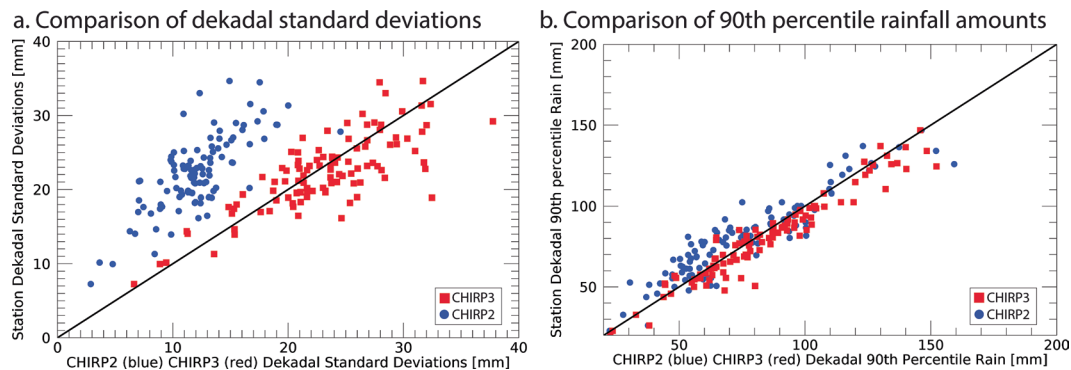 a. Comparison of dekadal standard deviations
Station Dekadal Standard Deviations [mm]
40
30
20
10
0
0 10 20 30 40
CHIRP3
CHIRP2
CHIRP2 (blue) CHIRP3 (red) Dekadal Standard Deviations [mm]
b. Comparison of 90th percentile rainfall amounts
Station Dekadal 90th percentile Rain [mm]
200
150
100
50
50 100 150 200
CHIRP3
CHIRP2
CHIRP2 (blue) CHIRP3 (red) Dekadal 90th Percentile Rain [mm]